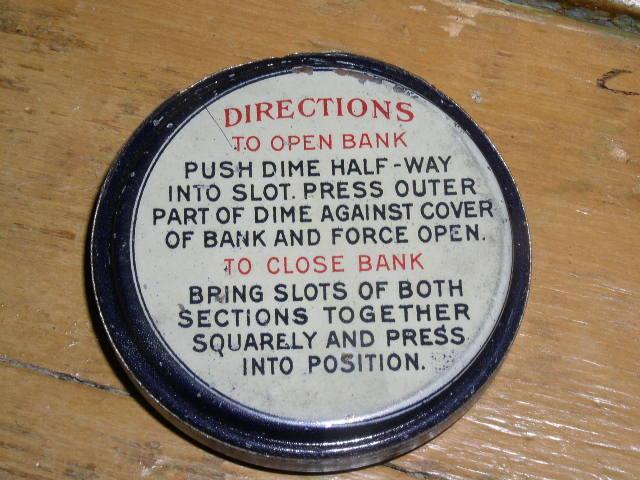 DIRECTIONS
TO OPEN BANK
PUSH DIME HALF-WAY
INTO SLOT. PRESS OUTER
PART OF DIME AGAINST COVER
OF BANK AND FORCE OPEN.
TO CLOSE BANK
BRING SLOTS OF BOTH
SECTIONS TOGETHER
SQUARELY AND PRESS
INTO POSITION.